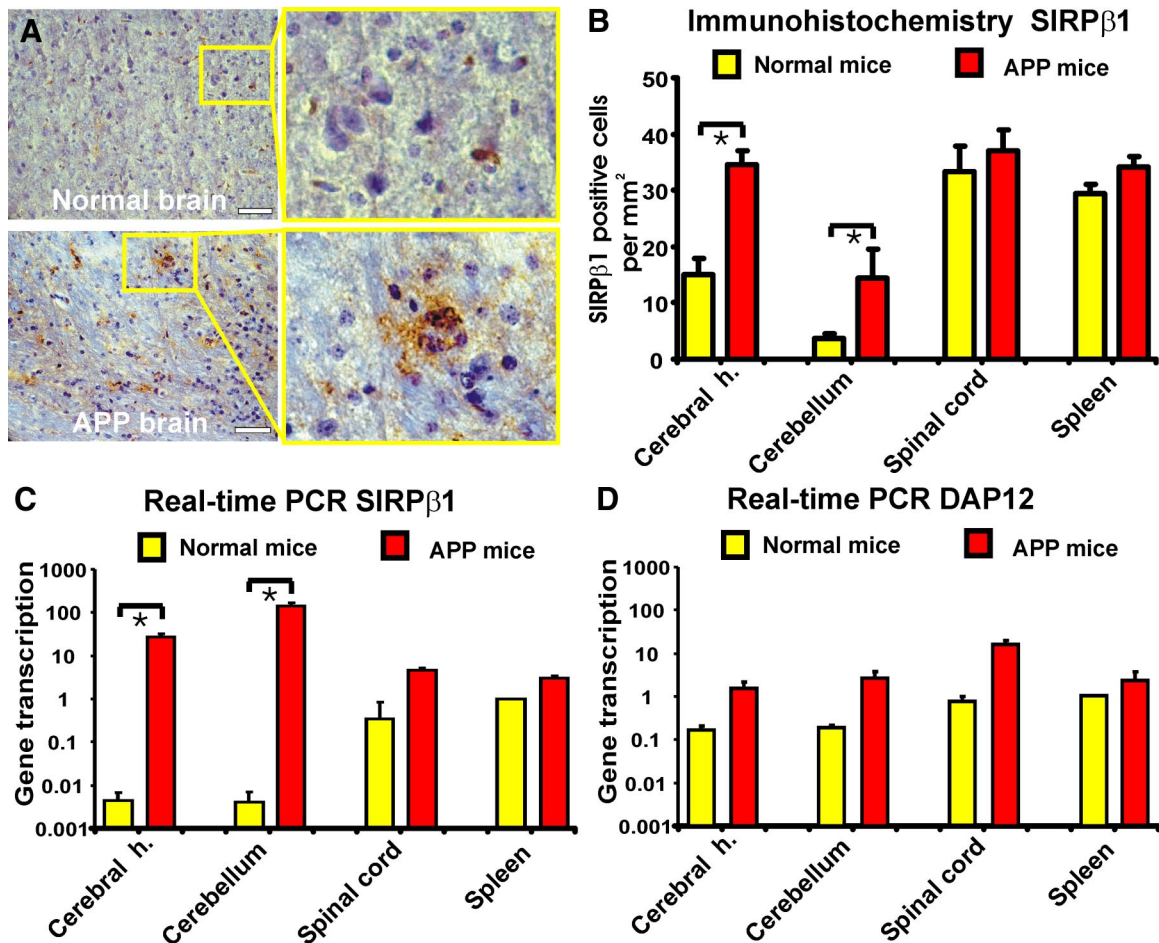 A
Normal brain
APP brain
B
Immunohistochemistry SIRPβ1
Normal mice
APP mice
SIRPβ1 positive cells
per mm²
50
40
30
20
10
0
*
*
Cerebral h.
Cerebellum
Spinal cord
Spleen
C
Real-time PCR SIRPβ1
Normal mice
APP mice
Gene transcription
1000
100
10
1
0.1
0.01
0.001
*
*
Cerebral h.
Cerebellum
Spinal cord
Spleen
D
Real-time PCR DAP12
Normal mice
APP mice
Gene transcription
1000
100
10
1
0.1
0.01
0.001
Cerebral h.
Cerebellum
Spinal cord
Spleen